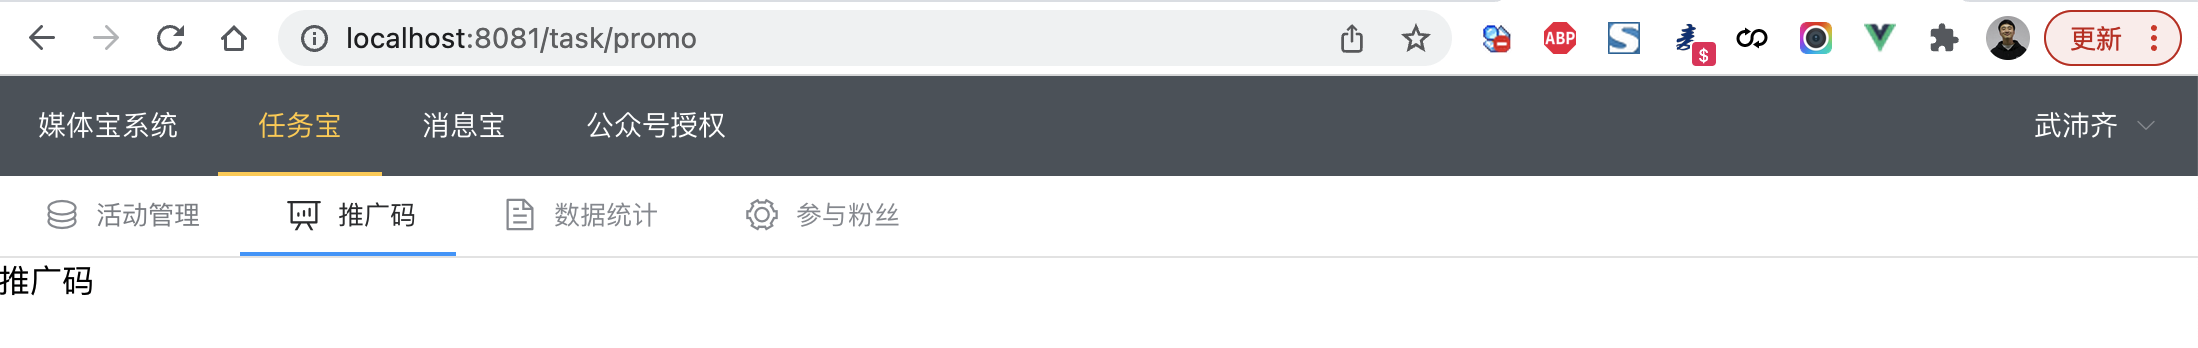 localhost:8081/task/promo ABP $ 更新
媒体宝系统 任务宝 消息宝 公众号授权 武沛齐
活动管理 推广码 数据统计 参与粉丝
推广码